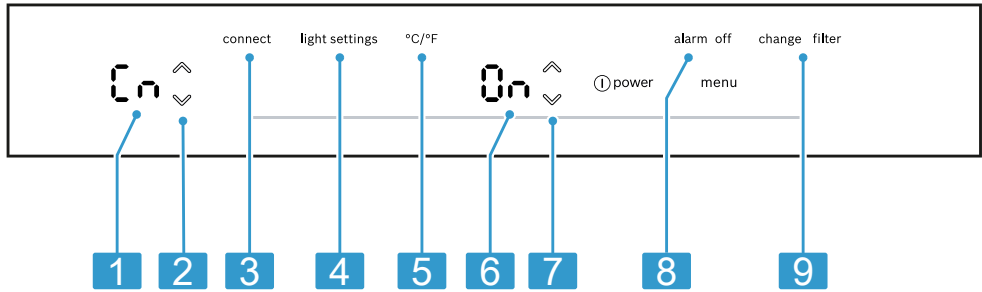 connect light settings °C/°F alarm off change filter
Cn On power menu
1 2 3 4 5 6 7 8 9